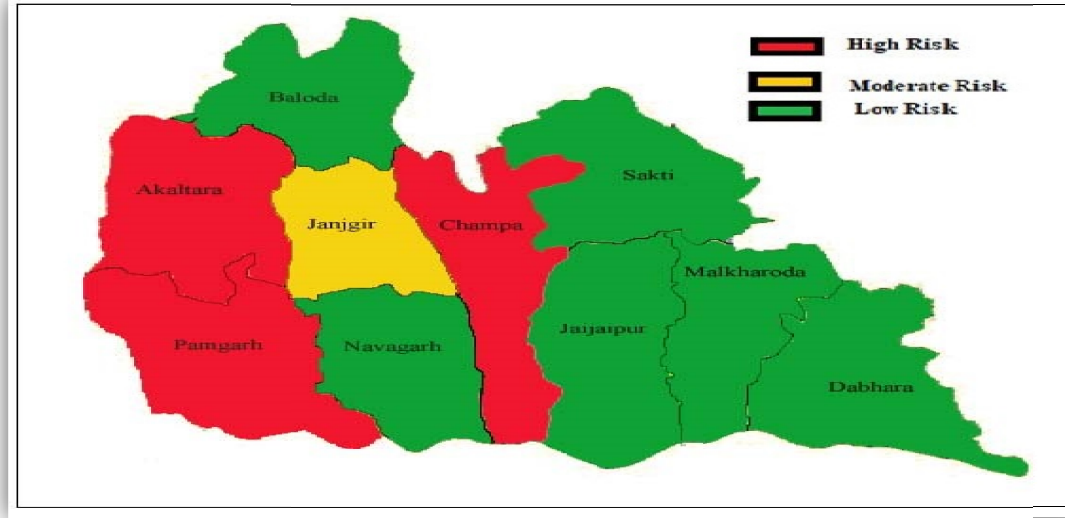 High Risk
Moderate Risk
Low Risk
Baloda
Akaltara
Sakti
Janjgir
Champa
Malkharoda
Pamgarh
Navagarh
Jaijaipur
Dabhara